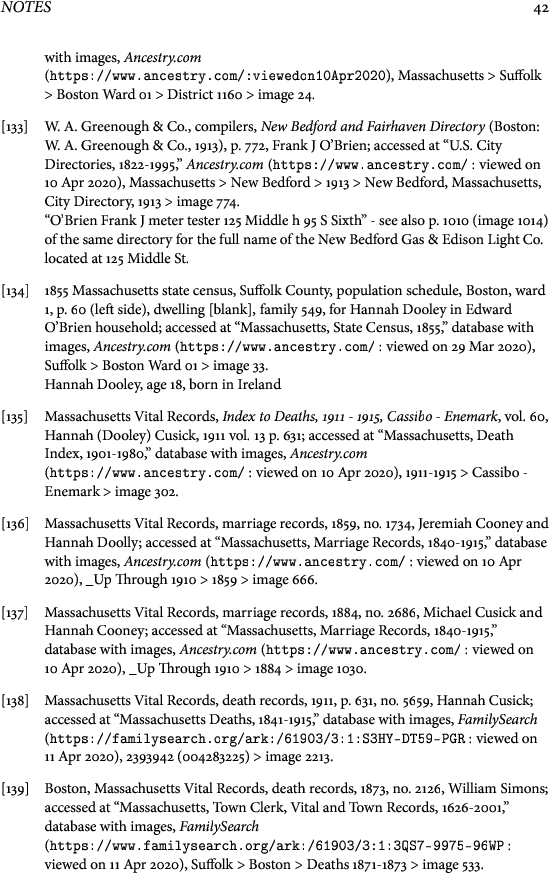 NOTES 42
with images, Ancestry.com
(https://www.ancestry.com/:viewedon10Apr2020), Massachusetts > Suffolk
> Boston Ward 01 > District 1160 > image 24.
[133] W. A. Greenough & Co., compilers, New Bedford and Fairhaven Directory (Boston:
W. A. Greenough & Co., 1913), p. 772, Frank J O’Brien; accessed at “U.S. City
Directories, 1822-1995,” Ancestry.com (https://www.ancestry.com/ : viewed on
10 Apr 2020), Massachusetts > New Bedford > 1913 > New Bedford, Massachusetts,
City Directory, 1913 > image 774.
“O’Brien Frank J meter tester 125 Middle h 95 S Sixth” - see also p. 1010 (image 1014)
of the same directory for the full name of the New Bedford Gas & Edison Light Co.
located at 125 Middle St.
[134] 1855 Massachusetts state census, Suffolk County, population schedule, Boston, ward
1, p. 60 (left side), dwelling [blank], family 549, for Hannah Dooley in Edward
O’Brien household; accessed at “Massachusetts, State Census, 1855,” database with
images, Ancestry.com (https://www.ancestry.com/ : viewed on 29 Mar 2020),
Suffolk > Boston Ward 01 > image 33.
Hannah Dooley, age 18, born in Ireland
[135] Massachusetts Vital Records, Index to Deaths, 1911 - 1915, Cassibo - Enemark, vol. 60,
Hannah (Dooley) Cusick, 1911 vol. 13 p. 631; accessed at “Massachusetts, Death
Index, 1901-1980,” database with images, Ancestry.com
(https://www.ancestry.com/ : viewed on 10 Apr 2020), 1911-1915 > Cassibo -
Enemark > image 302.
[136] Massachusetts Vital Records, marriage records, 1859, no. 1734, Jeremiah Cooney and
Hannah Doolly; accessed at “Massachusetts, Marriage Records, 1840-1915,” database
with images, Ancestry.com (https://www.ancestry.com/ : viewed on 10 Apr
2020), _Up Through 1910 > 1859 > image 666.
[137] Massachusetts Vital Records, marriage records, 1884, no. 2686, Michael Cusick and
Hannah Cooney; accessed at “Massachusetts, Marriage Records, 1840-1915,”
database with images, Ancestry.com (https://www.ancestry.com/ : viewed on
10 Apr 2020), _Up Through 1910 > 1884 > image 1030.
[138] Massachusetts Vital Records, death records, 1911, p. 631, no. 5659, Hannah Cusick;
accessed at “Massachusetts Deaths, 1841-1915,” database with images, FamilySearch
(https://familysearch.org/ark:/61903/3:1:S3HY-DT59-PGR : viewed on
11 Apr 2020), 2393942 (004283225) > image 2213.
[139] Boston, Massachusetts Vital Records, death records, 1873, no. 2126, William Simons;
accessed at “Massachusetts, Town Clerk, Vital and Town Records, 1626-2001,”
database with images, FamilySearch
(https://www.familysearch.org/ark:/61903/3:1:3QS7-9975-96WP :
viewed on 11 Apr 2020), Suffolk > Boston > Deaths 1871-1873 > image 533.